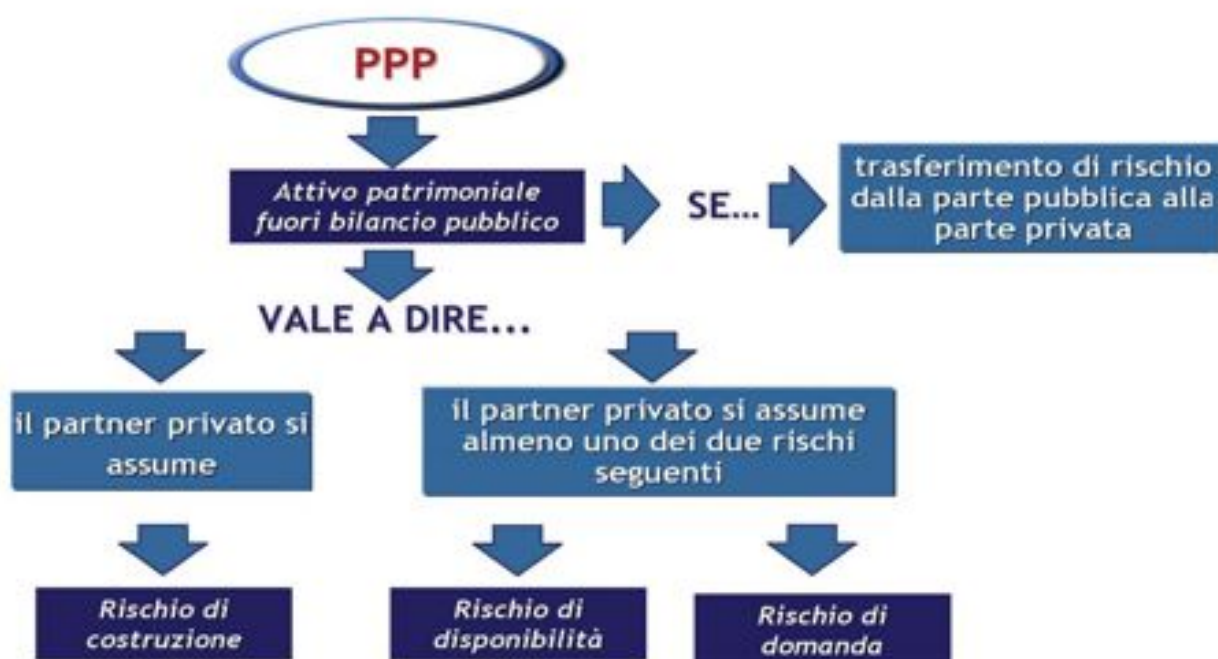 PPP
Attivo patrimoniale
fuori bilancio pubblico
SE...
trasferimento di rischio
dalla parte pubblica alla
parte privata
VALE A DIRE...
il partner privato si
assume
il partner privato si assume
almeno uno dei due rischi
seguenti
Rischio di
costruzione
Rischio di
disponibilità
Rischio di
domanda